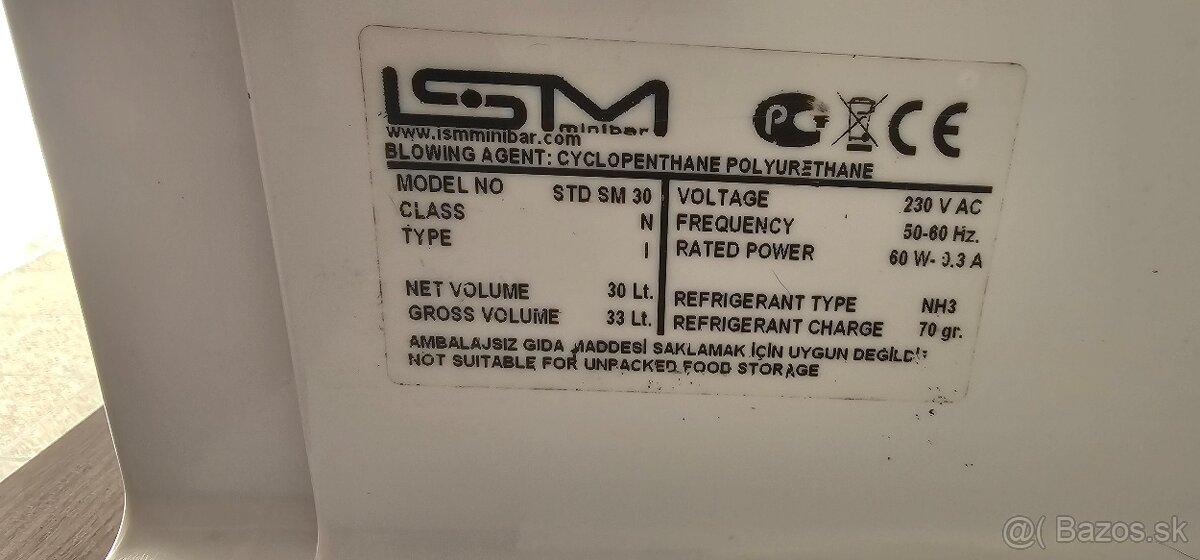 ISM
minibar
www.ismminibar.com
BLOWING AGENT: CYCLOPENTHANE POLYURETHANE
MODEL NO STD SM 30
CLASS N
TYPE I
NET VOLUME 30 Lt.
GROSS VOLUME 33 Lt.
VOLTAGE 230 V AC
FREQUENCY 50-60 Hz.
RATED POWER 60 W- 0.3 A
REFRIGERANT TYPE NH3
REFRIGERANT CHARGE 70 gr.
AMBALAJSIZ GIDA MADDESİ SAKLAMAK İÇİN UYGUN DEĞİLDİR
NOT SUITABLE FOR UNPACKED FOOD STORAGE
@( Bazos.sk